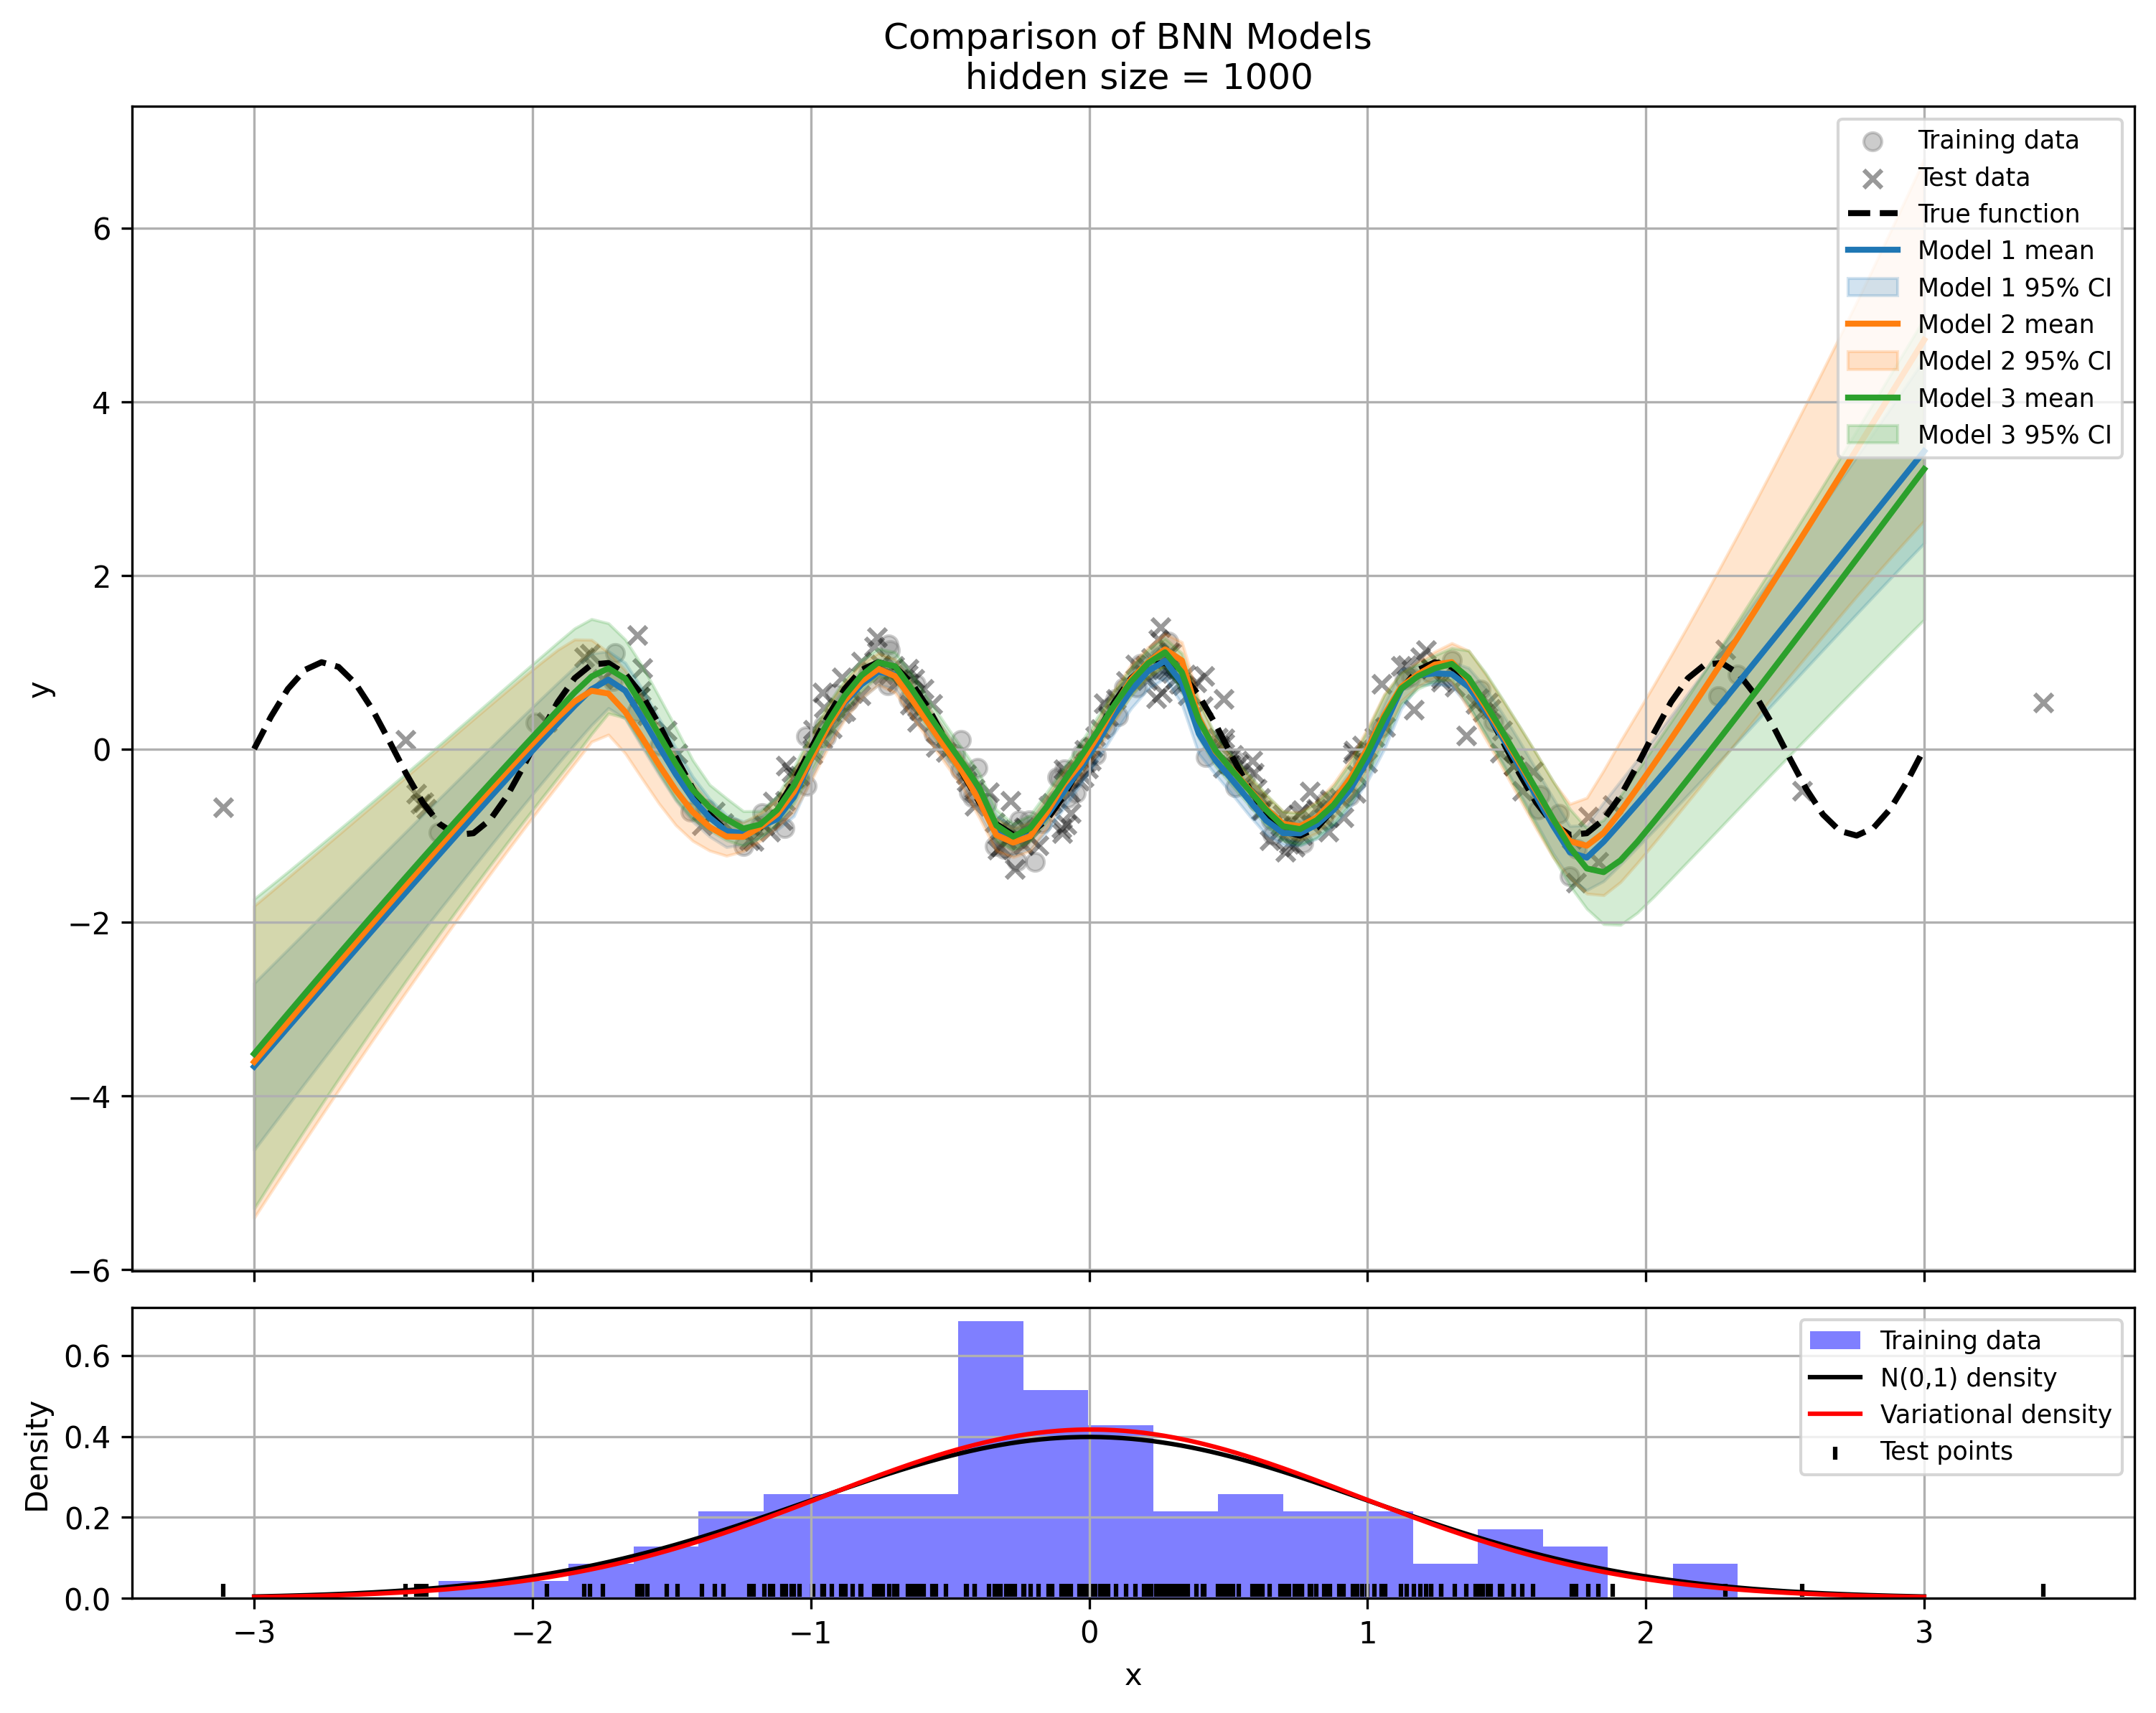 Comparison of BNN Models
hidden size = 1000
Training data
Test data
True function
Model 1 mean
Model 1 95% CI
Model 2 mean
Model 2 95% CI
Model 3 mean
Model 3 95% CI
y
6
4
2
0
−2
−4
−6
Training data
N(0,1) density
Variational density
Test points
Density
0.6
0.4
0.2
0.0
−3
−2
−1
0
1
2
3
x